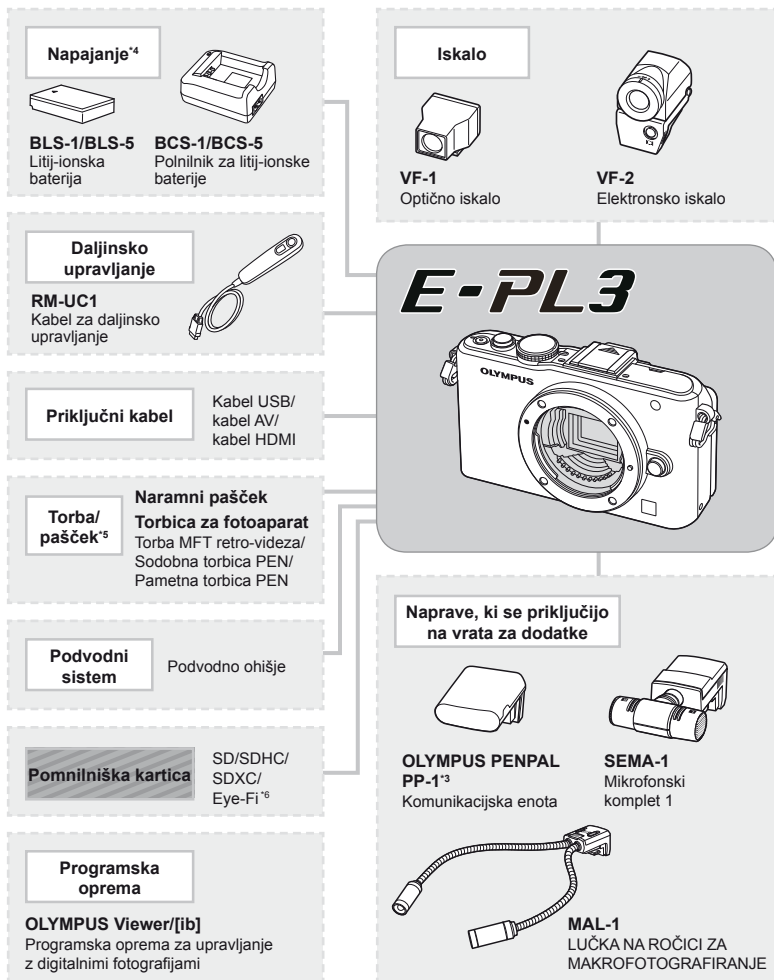 Napajanje*4
BLS-1/BLS-5
Litij-ionska
baterija
BCS-1/BCS-5
Polnilnik za litij-ionske
baterije
Daljinsko
upravljanje
RM-UC1
Kabel za daljinsko
upravljanje
Priključni kabel
Kabel USB/
kabel AV/
kabel HDMI
Torba/
pašček*5
Naramni pašček
Torbica za fotoaparat
Torba MFT retro-videza/
Sodobna torbica PEN/
Pametna torbica PEN
Podvodni
sistem
Podvodno ohišje
Pomnilniška kartica
SD/SDHC/
SDXC/
Eye-Fi*6
Programska
oprema
OLYMPUS Viewer/[ib]
Programska oprema za upravljanje
z digitalnimi fotografijami
Iskalo
VF-1
Optično iskalo
VF-2
Elektronsko iskalo
E-PL3
OLYMPUS
Naprave, ki se priključijo
na vrata za dodatke
OLYMPUS PENPAL
PP-1*3
Komunikacijska enota
SEMA-1
Mikrofonski
komplet 1
MAL-1
LUČKA NA ROČICI ZA
MAKROFOTOGRAFIRANJE